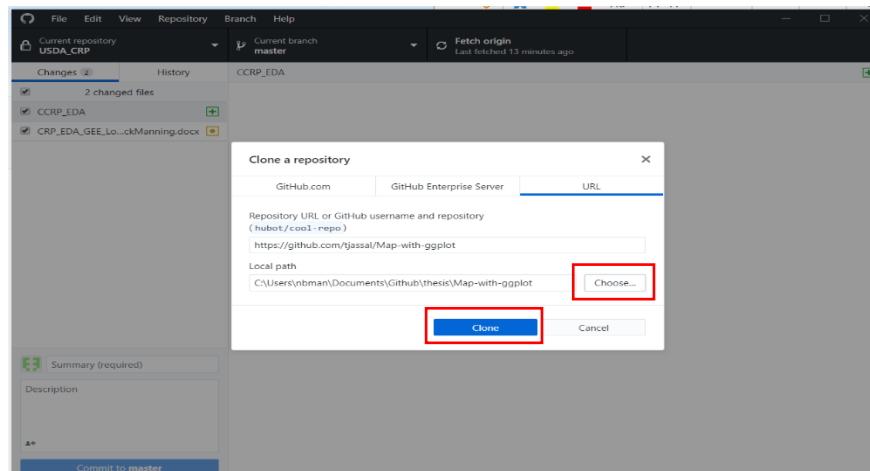 File Edit View Repository Branch Help
Current repository
USDA_CRP
Current branch
master
Fetch origin
Last fetched 13 minutes ago
Changes 2 History
2 changed files
CCRP_EDA
CRP_EDA_GEE_Lo...ckManning.docx
CCRP_EDA
Clone a repository
GitHub.com GitHub Enterprise Server URL
Repository URL or GitHub username and repository
(hubot/cool-repo)
https://github.com/tjassal/Map-with-ggplot
Local path
C:\Users\nbman\Documents\Github\thesis\Map-with-ggplot
Choose...
Clone Cancel
Summary (required)
Description
Commit to master